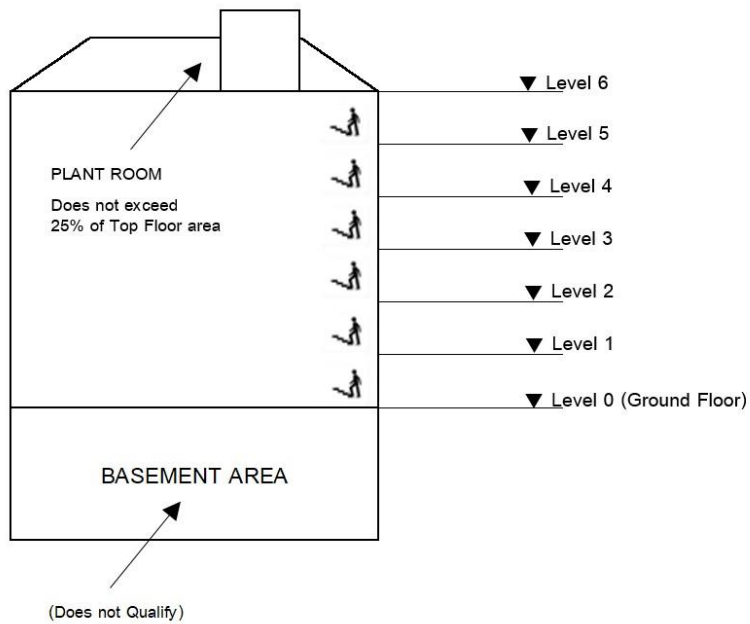 Level 6
Level 5
PLANT ROOM
Does not exceed
25% of Top Floor area
Level 4
Level 3
Level 2
Level 1
Level 0 (Ground Floor)
BASEMENT AREA
(Does not Qualify)